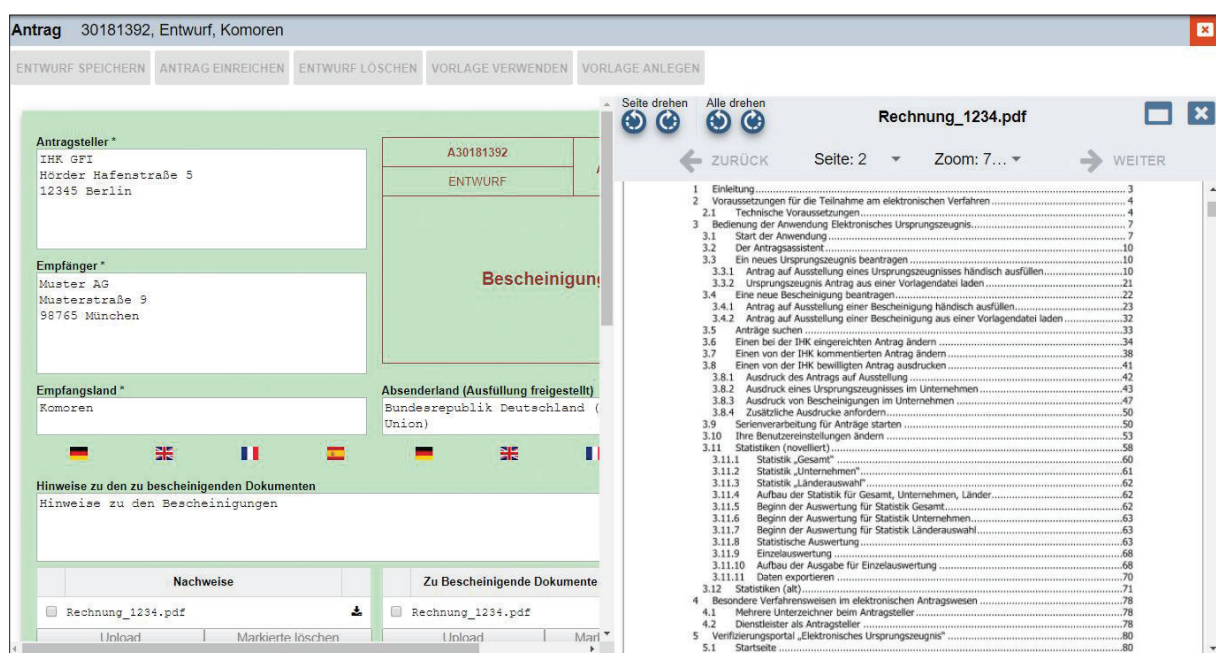 Antrag 30181392, Entwurf, Komoren
ENTWURF SPEICHERN ANTRAG EINREICHEN ENTWURF LÖSCHEN VORLAGE VERWENDEN VORLAGE ANLEGEN
Antragsteller *
IHK GFI
Hörder Hafenstraße 5
12345 Berlin
A30181392
ENTWURF
Bescheinigung
Empfänger *
Muster AG
Musterstraße 9
98765 München
Empfangsland *
Komoren
Absenderland (Ausfüllung freigestellt)
Bundesrepublik Deutschland (
Union)
Hinweise zu den zu bescheinigenden Dokumenten
Hinweise zu den Bescheinigungen
Nachweise
Rechnung_1234.pdf
Upload Markierte löschen
Zu Bescheinigende Dokumente
Rechnung_1234.pdf
Upload
Seite drehen Alle drehen
Rechnung_1234.pdf
ZURÜCK Seite: 2 Zoom: 7... WEITER
1 Einleitung 3
2 Voraussetzungen für die Teilnahme am elektronischen Verfahren 4
2.1 Technische Voraussetzungen 4
3 Bedienung der Anwendung Elektronisches Ursprungszeugnis 7
3.1 Start der Anwendung 7
3.2 Der Antragsassistent 10
3.3 Ein neues Ursprungszeugnis beantragen 10
3.3.1 Antrag auf Ausstellung eines Ursprungszeugnisses händisch ausfüllen 10
3.3.2 Ursprungszeugnis Antrag aus einer Vorlagendatei laden 21
3.4 Eine neue Bescheinigung beantragen 22
3.4.1 Antrag auf Ausstellung einer Bescheinigung händisch ausfüllen 23
3.4.2 Antrag auf Ausstellung einer Bescheinigung aus einer Vorlagendatei laden 32
3.5 Anträge suchen 33
3.6 Einen bei der IHK eingereichten Antrag ändern 34
3.7 Einen von der IHK kommentierten Antrag ändern 38
3.8 Einen von der IHK bewilligten Antrag ausdrucken 41
3.8.1 Ausdruck des Antrags auf Ausstellung 42
3.8.2 Ausdruck eines Ursprungszeugnisses im Unternehmen 43
3.8.3 Ausdruck von Bescheinigungen im Unternehmen 47
3.8.4 Zusätzliche Ausdrucke anfordern 50
3.9 Serienverarbeitung für Anträge starten 50
3.10 Ihre Benutzereinstellungen ändern 53
3.11 Statistiken (novelliert) 58
3.11.1 Statistik „Gesamt“ 60
3.11.2 Statistik „Unternehmen“ 61
3.11.3 Statistik „Länderauswahl“ 62
3.11.4 Aufbau der Statistik für Gesamt, Unternehmen, Länder 62
3.11.5 Beginn der Auswertung für Statistik Gesamt 62
3.11.6 Beginn der Auswertung für Statistik Unternehmen 63
3.11.7 Beginn der Auswertung für Statistik Länderauswahl 63
3.11.8 Statistische Auswertung 63
3.11.9 Einzelauswertung 68
3.11.10 Aufbau der Ausgabe für Einzelauswertung 68
3.11.11 Daten exportieren 70
3.12 Statistiken (alt) 71
4 Besondere Verfahrensweisen im elektronischen Antragswesen 78
4.1 Mehrere Unterzeichner beim Antragsteller 78
4.2 Dienstleister als Antragsteller 78
5 Verifizierungsportal „Elektronisches Ursprungszeugnis“ 80
5.1 Startseite 80